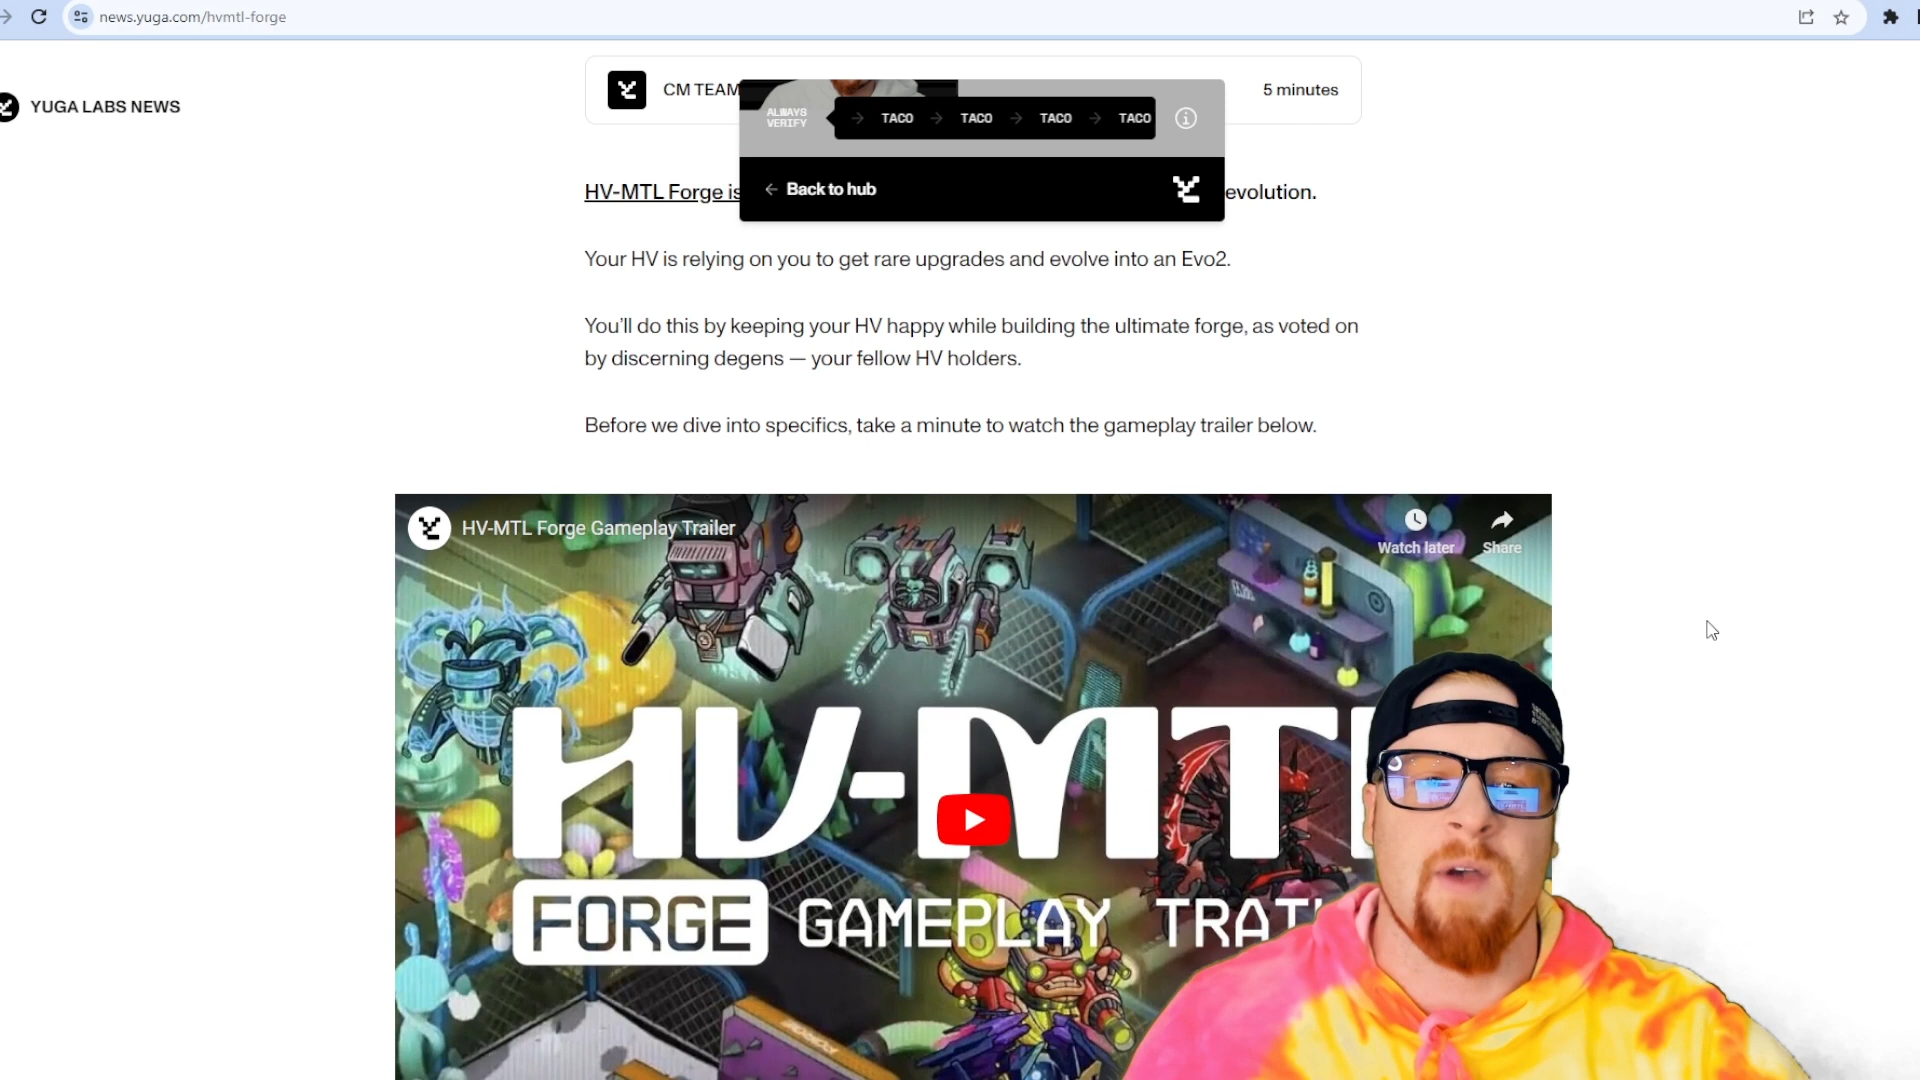 news.yuga.com/hvmtl-forge
YUGA LABS NEWS
CM TEAM
5 minutes
ALWAYS
VERIFY
TACO TACO TACO TACO
Back to hub
HV-MTL Forge is
evolution.
Your HV is relying on you to get rare upgrades and evolve into an Evo2.
You'll do this by keeping your HV happy while building the ultimate forge, as voted on
by discerning degens — your fellow HV holders.
Before we dive into specifics, take a minute to watch the gameplay trailer below.
HV-MTL Forge Gameplay Trailer
Watch later
Share
HV-MT
FORGE GAMEPLAY TRAI